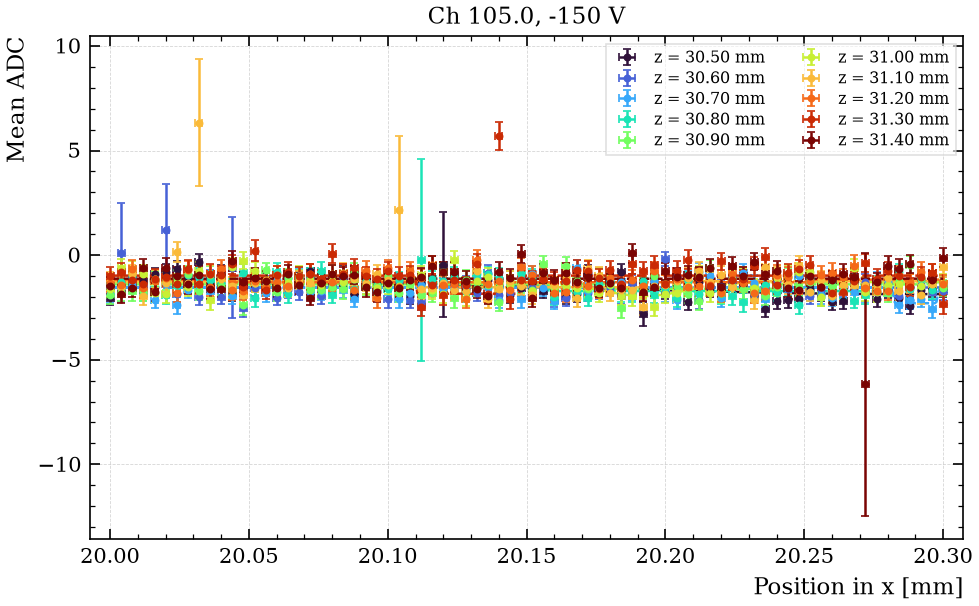 Ch 105.0, -150 V
Mean ADC
10
5
0
−5
−10
z = 30.50 mm
z = 30.60 mm
z = 30.70 mm
z = 30.80 mm
z = 30.90 mm
z = 31.00 mm
z = 31.10 mm
z = 31.20 mm
z = 31.30 mm
z = 31.40 mm
20.00 20.05 20.10 20.15 20.20 20.25 20.30
Position in x [mm]